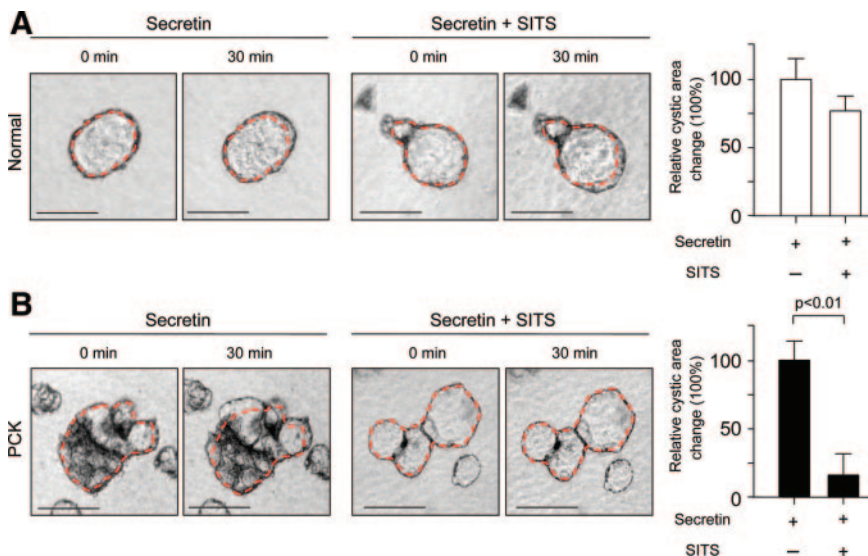 A
Secretin
Secretin + SITS
0 min
30 min
0 min
30 min
Normal
Relative cystic area
change (100%)
100
50
0
Secretin
+
+
SITS
−
+
B
Secretin
Secretin + SITS
0 min
30 min
0 min
30 min
PCK
p<0.01
Relative cystic area
change (100%)
100
50
0
Secretin
+
+
SITS
−
+